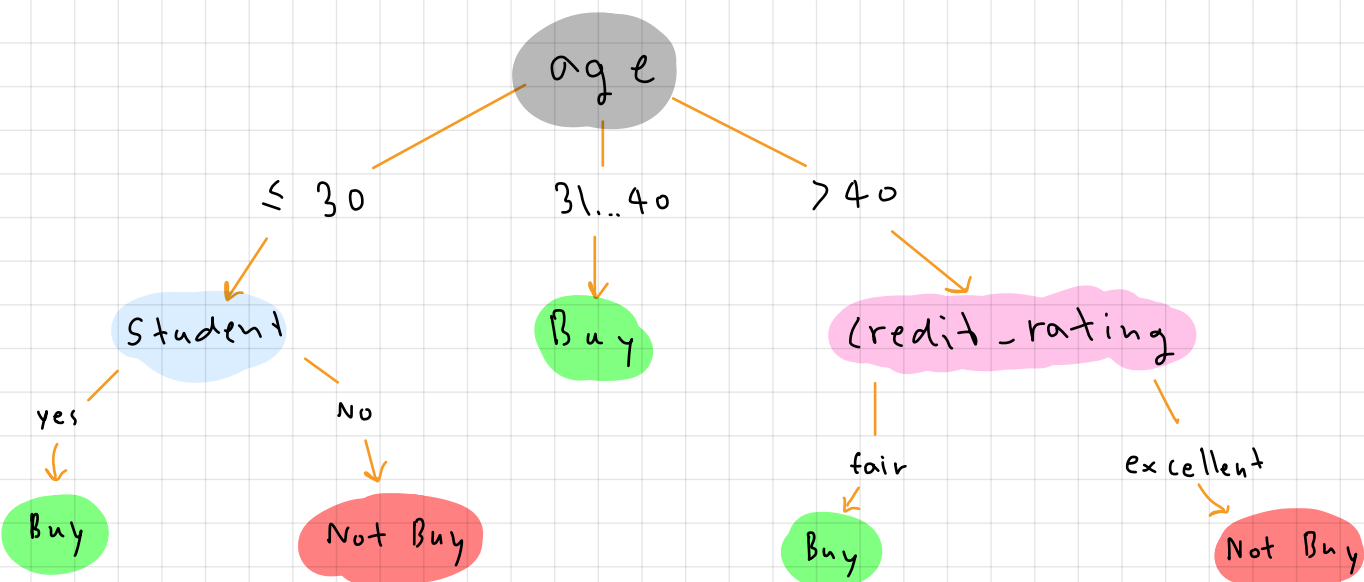 age
≤ 30 31...40 >40
Student Buy Credit_rating
yes No
fair excellent
Buy Not Buy Buy Not Buy